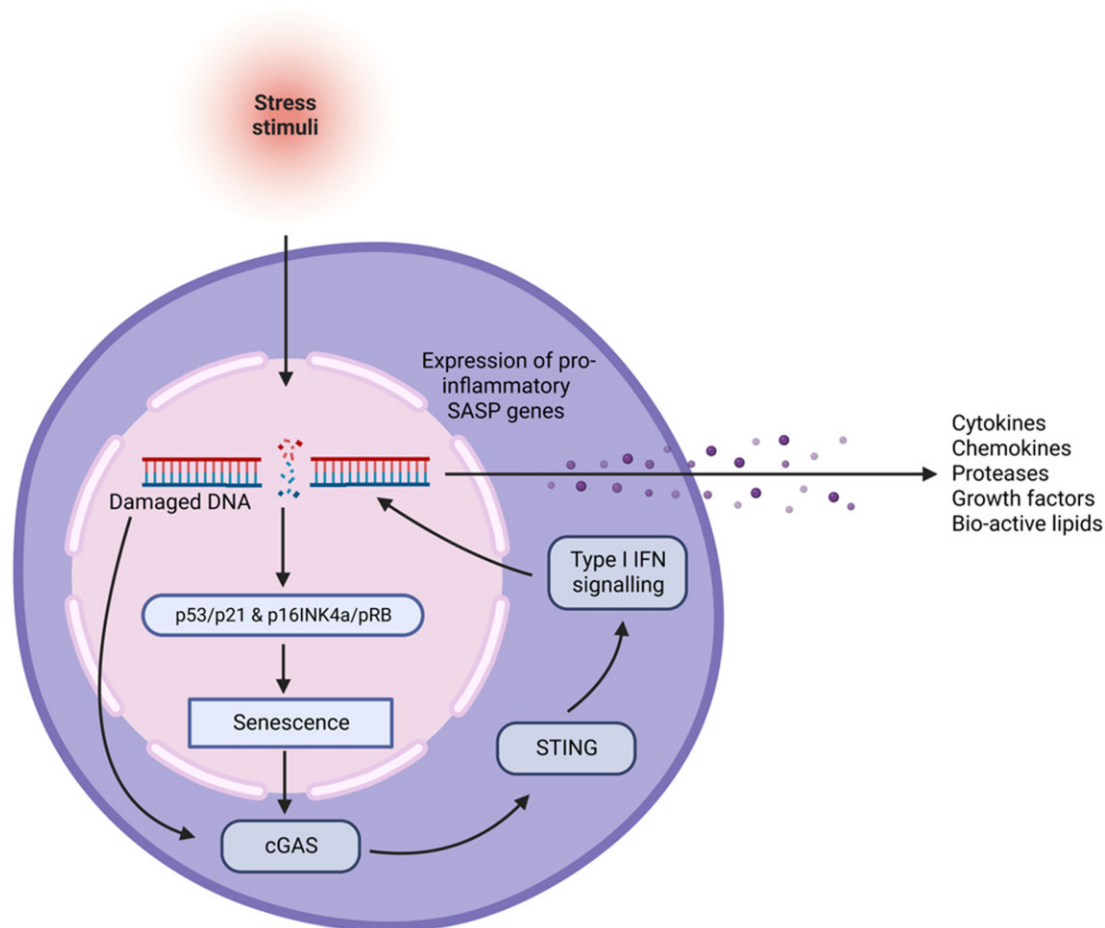 Stress
stimuli
Expression of pro-
inflammatory
SASP genes
Cytokines
Chemokines
Proteases
Growth factors
Bio-active lipids
Damaged DNA
Type I IFN
signalling
p53/p21 & p16INK4a/pRB
Senescence
STING
cGAS